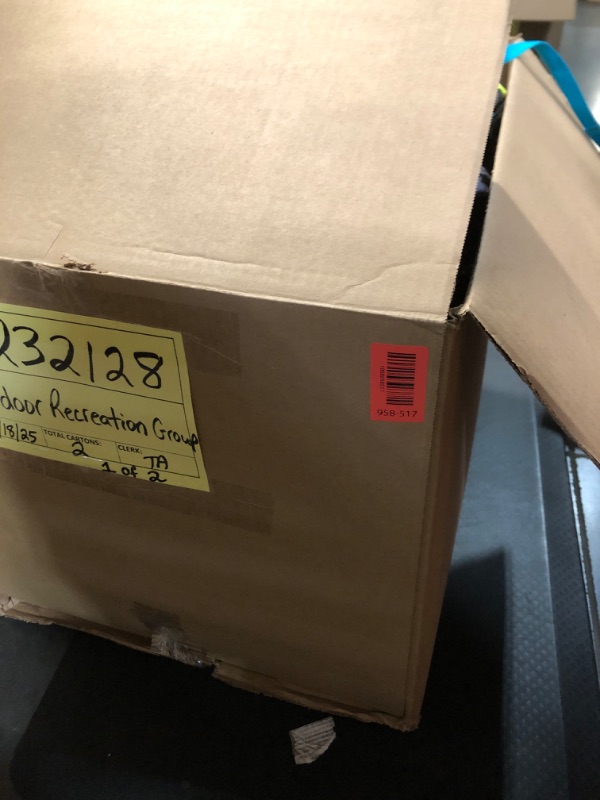 232128
door Recreation Group
/18/25 TOTAL CARTONS: 2 CLERK: TA
1 of 2
958-517